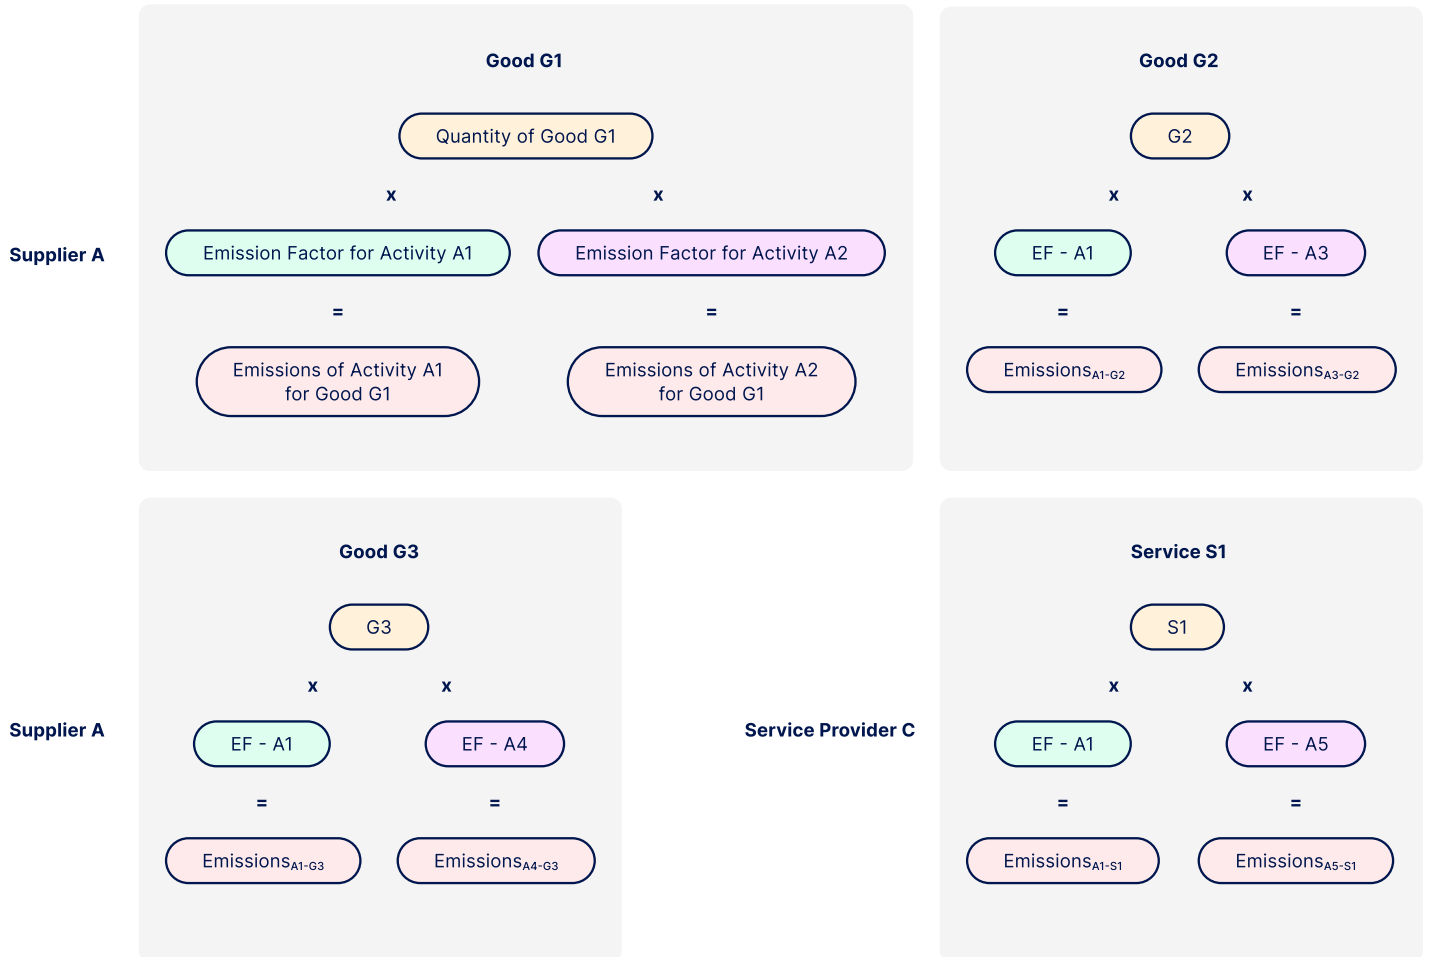 Good G1
Quantity of Good G1
x x
Supplier A
Emission Factor for Activity A1
Emission Factor for Activity A2
= =
Emissions of Activity A1
for Good G1
Emissions of Activity A2
for Good G1
Good G2
G2
x x
EF - A1
EF - A3
= =
EmissionsA1-G2
EmissionsA3-G2
Good G3
G3
x x
Supplier A
EF - A1
EF - A4
= =
EmissionsA1-G3
EmissionsA4-G3
Service S1
S1
x x
Service Provider C
EF - A1
EF - A5
= =
EmissionsA1-S1
EmissionsA5-S1